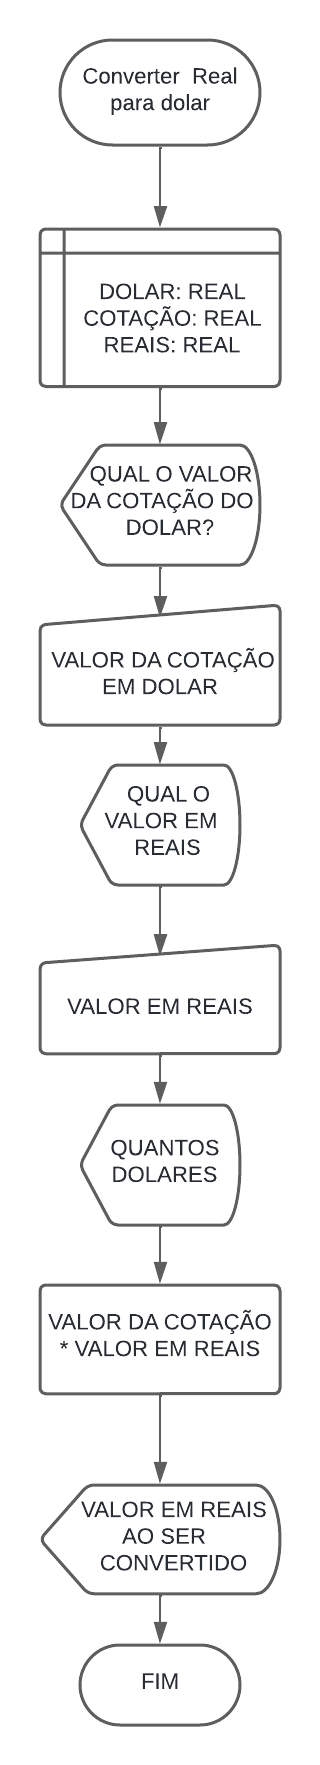 Converter  Real
para dolar
DOLAR: REAL
COTAÇÃO: REAL
REAIS: REAL
QUAL O VALOR
DA COTAÇÃO DO
DOLAR?
VALOR DA COTAÇÃO
EM DOLAR
QUAL O
VALOR EM
REAIS
VALOR EM REAIS
QUANTOS
DOLARES
VALOR DA COTAÇÃO
* VALOR EM REAIS
VALOR EM REAIS
AO SER
CONVERTIDO
FIM